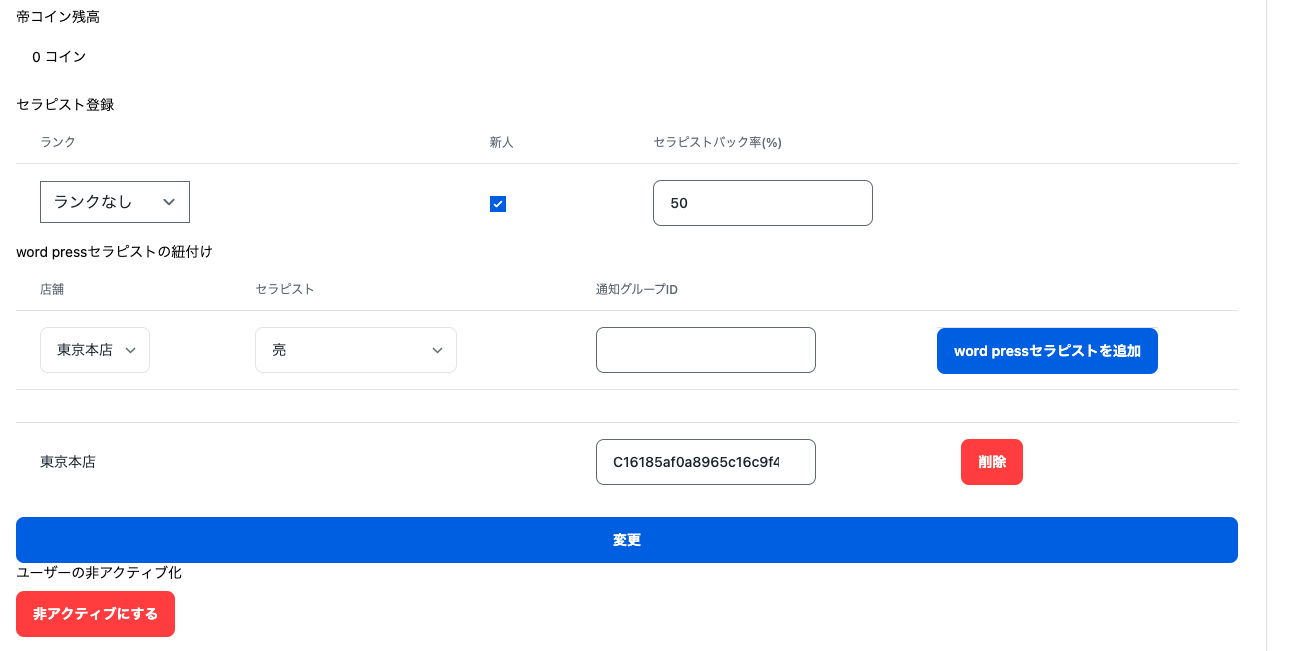 帝コイン残高
0 コイン
セラピスト登録
ランク 新人 セラピストバック率(%)
ランクなし 50
word pressセラピストの紐付け
店舗 セラピスト 通知グループID
東京本店 亮 word pressセラピストを追加
東京本店 C16185af0a8965c16c9f4 削除
変更
ユーザーの非アクティブ化
非アクティブにする